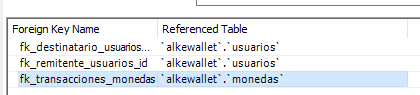 Foreign Key Name Referenced Table
fk_destinatario_usuarios... `alkewallet`.`usuarios`
fk_remitente_usuarios_id `alkewallet`.`usuarios`
fk_transacciones_monedas `alkewallet`.`monedas`